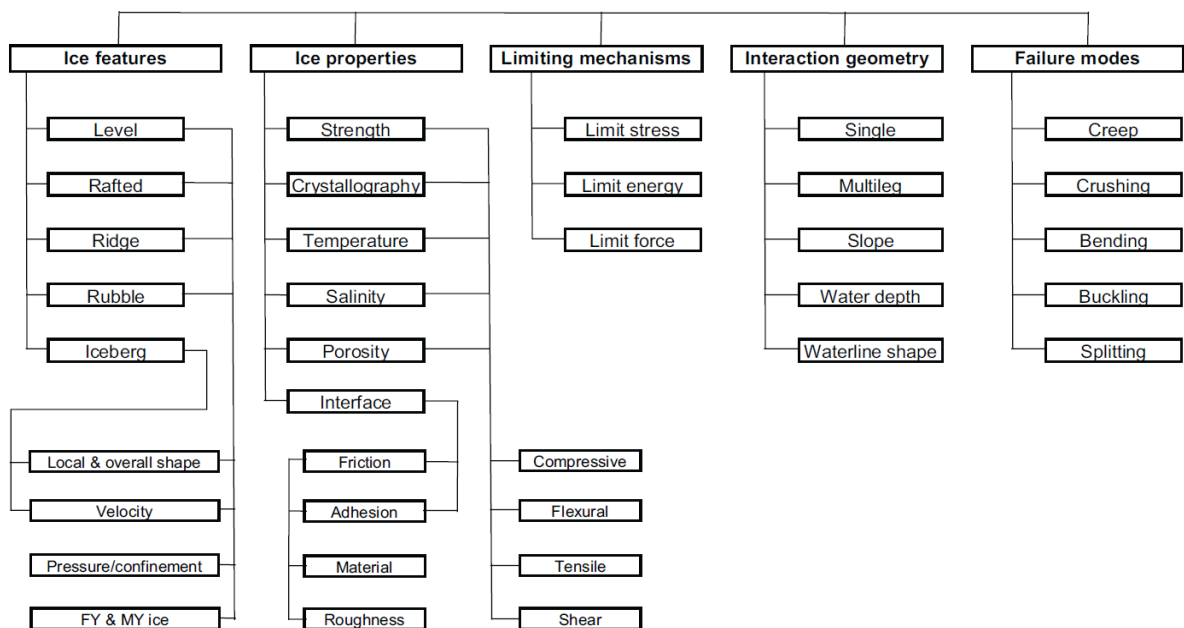 Ice features
Ice properties
Limiting mechanisms
Interaction geometry
Failure modes
Level
Strength
Limit stress
Single
Creep
Rafted
Crystallography
Limit energy
Multileg
Crushing
Ridge
Temperature
Limit force
Slope
Bending
Rubble
Salinity
Water depth
Buckling
Iceberg
Porosity
Waterline shape
Splitting
Interface
Local & overall shape
Friction
Compressive
Velocity
Adhesion
Flexural
Pressure/confinement
Material
Tensile
FY & MY ice
Roughness
Shear